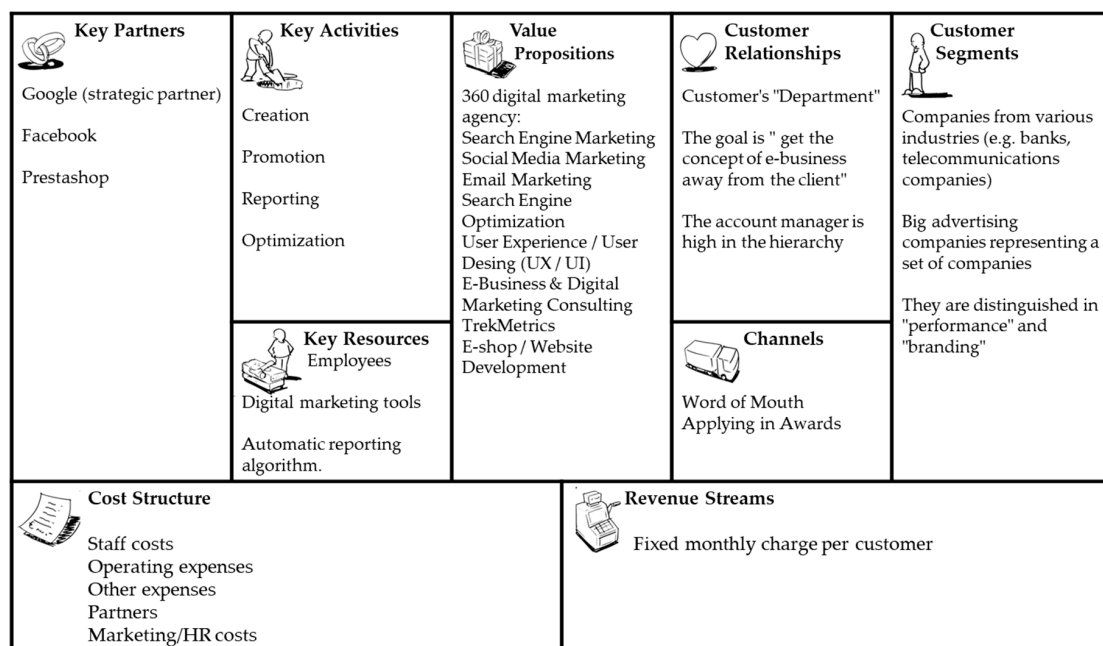 Key Partners
Google (strategic partner)
Facebook
Prestashop
Key Activities
Creation
Promotion
Reporting
Optimization
Key Resources
Employees
Digital marketing tools
Automatic reporting
algorithm.
Value
Propositions
360 digital marketing
agency:
Search Engine Marketing
Social Media Marketing
Email Marketing
Search Engine
Optimization
User Experience / User
Desing (UX / UI)
E-Business & Digital
Marketing Consulting
TrekMetrics
E-shop / Website
Development
Customer
Relationships
Customer's "Department"
The goal is " get the
concept of e-business
away from the client"
The account manager is
high in the hierarchy
Channels
Word of Mouth
Applying in Awards
Customer
Segments
Companies from various
industries (e.g. banks,
telecommunications
companies)
Big advertising
companies representing a
set of companies
They are distinguished in
"performance" and
"branding"
Cost Structure
Staff costs
Operating expenses
Other expenses
Partners
Marketing/HR costs
Revenue Streams
Fixed monthly charge per customer